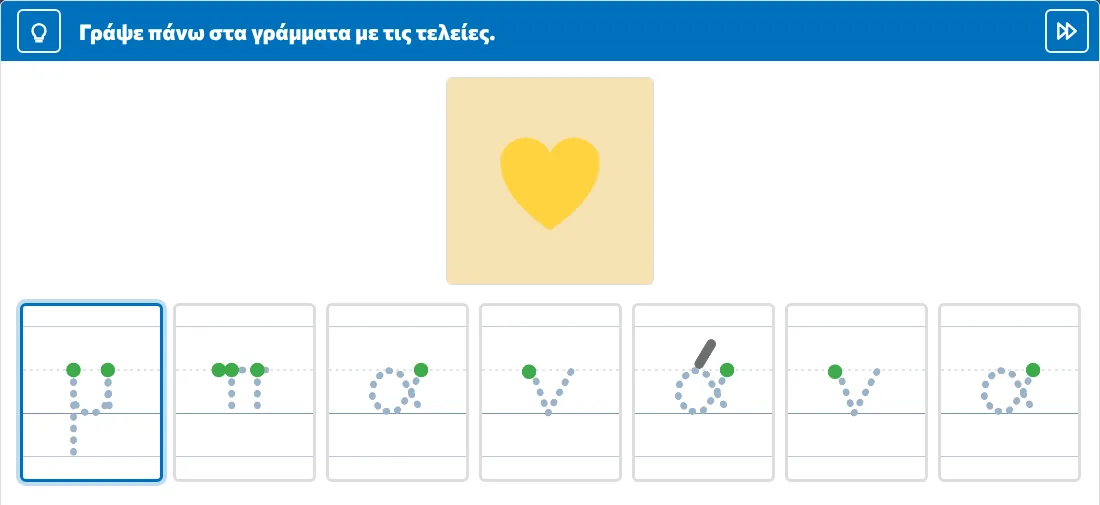 Γράψε πάνω στα γράμματα με τις τελείες.
μ π α ν ά ν α